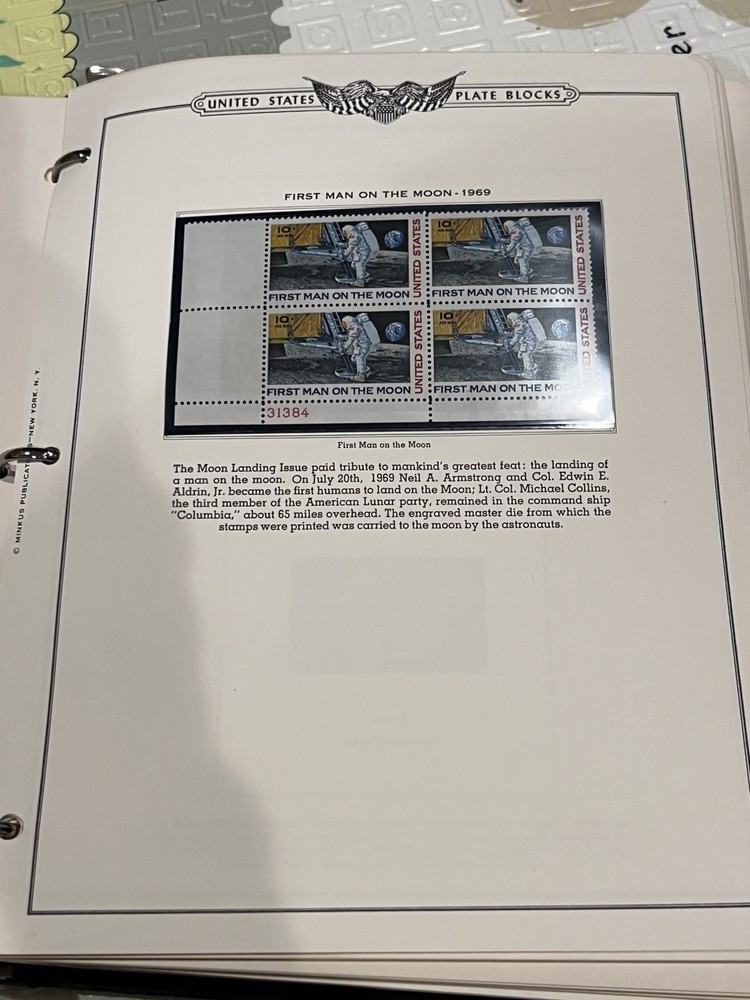 er
UNITED STATES PLATE BLOCKS
FIRST MAN ON THE MOON - 1969
10¢
AIR MAIL
FIRST MAN ON THE MOON
UNITED STATES
10¢
FIRST MAN ON THE MOON
UNITED STATES
10¢
FIRST MAN ON THE MOON
UNITED STATES
10¢
FIRST MAN ON THE MOON
UNITED STATES
31384
First Man on the Moon
The Moon Landing Issue paid tribute to mankind's greatest feat: the landing of
a man on the moon. On July 20th, 1969 Neil A. Armstrong and Col. Edwin E.
Aldrin, Jr. became the first humans to land on the Moon; Lt. Col. Michael Collins,
the third member of the American Lunar party, remained in the command ship
"Columbia," about 65 miles overhead. The engraved master die from which the
stamps were printed was carried to the moon by the astronauts.
© MINKUS PUBLICAT —NEW YORK, N. Y.